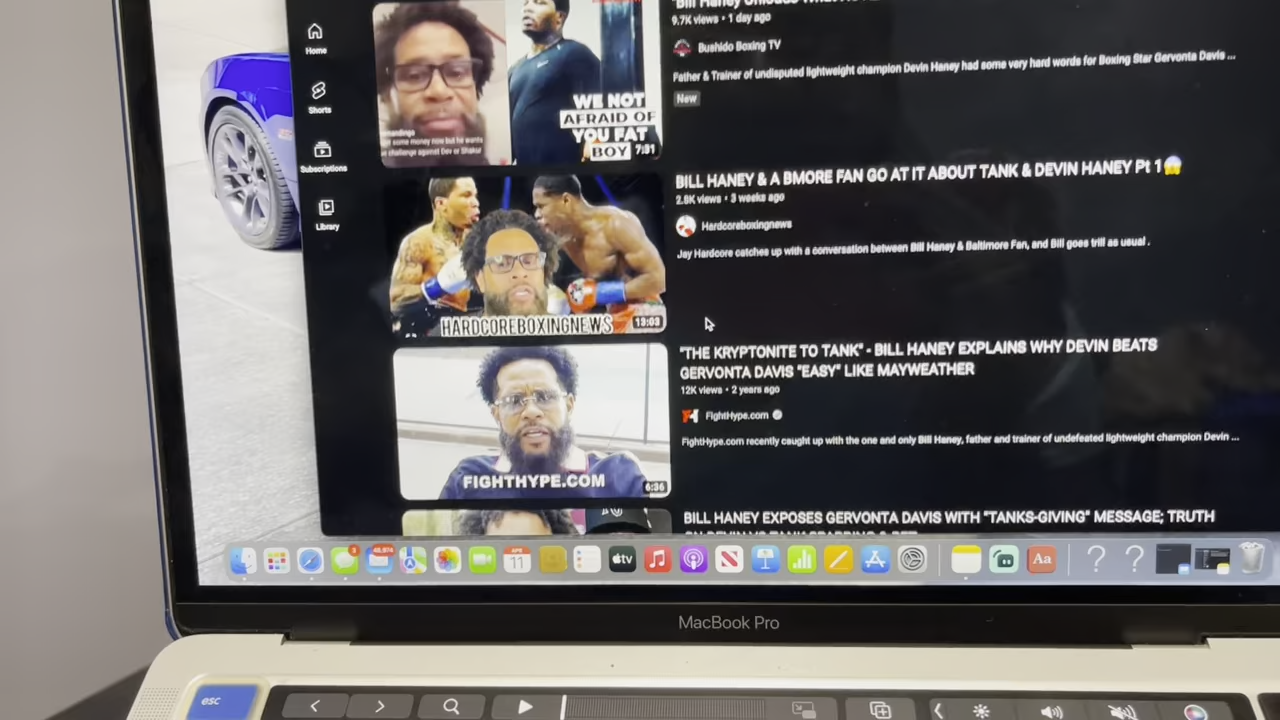 9.7K views • 1 day ago
Bushido Boxing TV
Father & Trainer of undisputed lightweight champion Devin Haney had some very hard words for Boxing Star Gervonta Davis ...
New
WE NOT
AFRAID OF
YOU FAT
BOY
7:31
Home
Shorts
Subscriptions
Library
BILL HANEY & A BMORE FAN GO AT IT ABOUT TANK & DEVIN HANEY Pt 1😱
2.8K views • 3 weeks ago
Hardcoreboxingnews
Jay Hardcore catches up with a conversation between Bill Haney & Baltimore Fan, and Bill goes trill as usual .
HARDCOREBOXINGNEWS
13:03
"THE KRYPTONITE TO TANK" - BILL HANEY EXPLAINS WHY DEVIN BEATS
GERVONTA DAVIS "EASY" LIKE MAYWEATHER
12K views • 2 years ago
FightHype.com
FightHype.com recently caught up with the one and only Bill Haney, father and trainer of undefeated lightweight champion Devin ...
FIGHTHYPE.COM
6:36
BILL HANEY EXPOSES GERVONTA DAVIS WITH "TANKS-GIVING" MESSAGE; TRUTH
APR
11
tv
Aa
MacBook Pro
esc